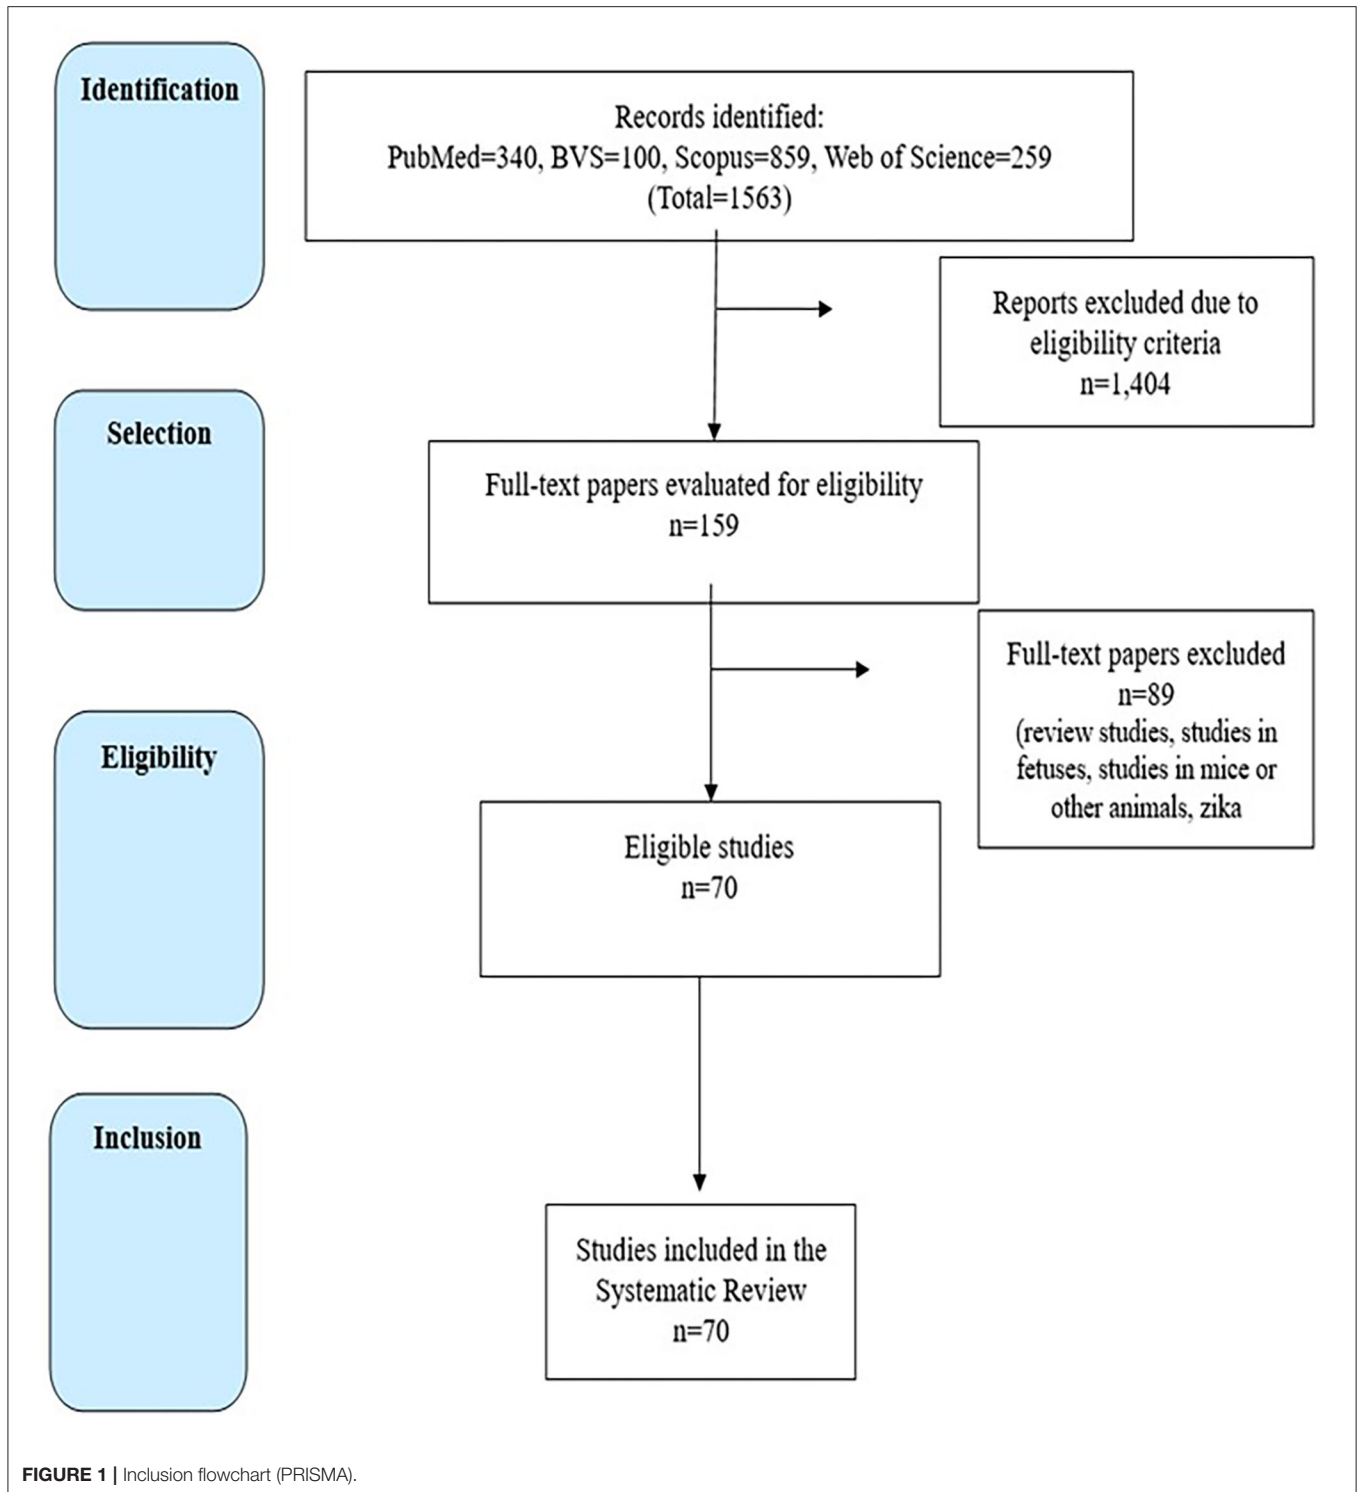 Identification
Records identified:
PubMed=340, BVS=100, Scopus=859, Web of Science=259
(Total=1563)
Reports excluded due to
eligibility criteria
n=1,404
Selection
Full-text papers evaluated for eligibility
n=159
Full-text papers excluded
n=89
(review studies, studies in
fetuses, studies in mice or
other animals, zika
Eligibility
Eligible studies
n=70
Inclusion
Studies included in the
Systematic Review
n=70
FIGURE 1 | Inclusion flowchart (PRISMA).